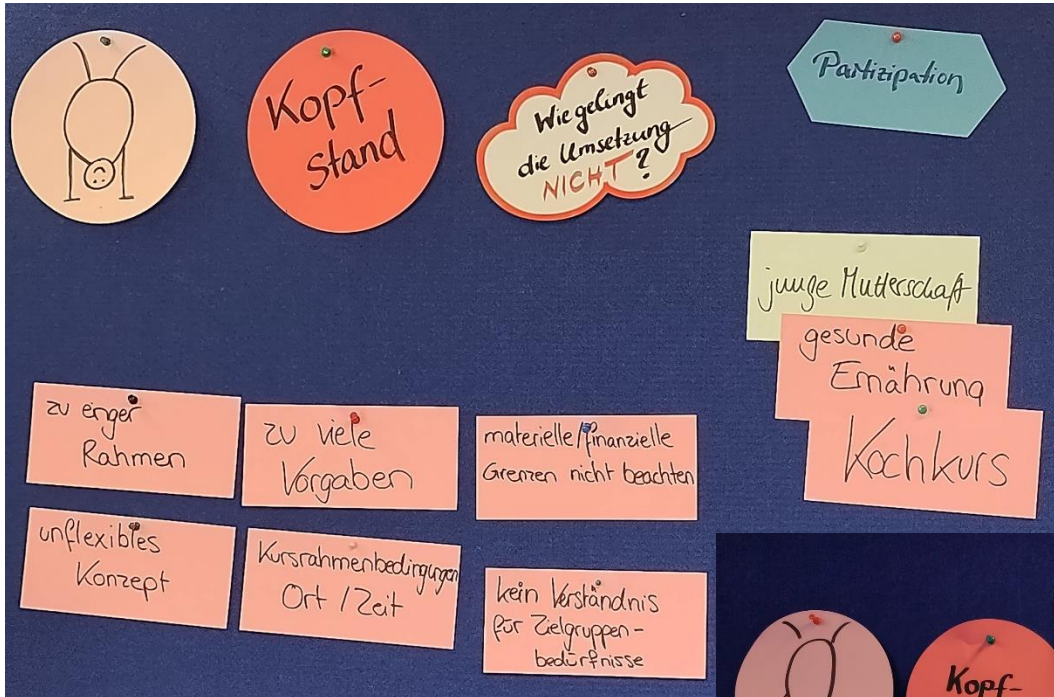 Kopf-
stand
Wie gelingt
die Umsetzung
NICHT?
Partizipation
junge Mutterschaft
gesunde
Ernährung
Kochkurs
zu enger
Rahmen
zu viele
Vorgaben
materielle/finanzielle
Grenzen nicht beachten
unflexibles
Konzept
Kursrahmenbedingungen
Ort / Zeit
kein Verständnis
für Zielgruppen-
bedürfnisse
Kopf-